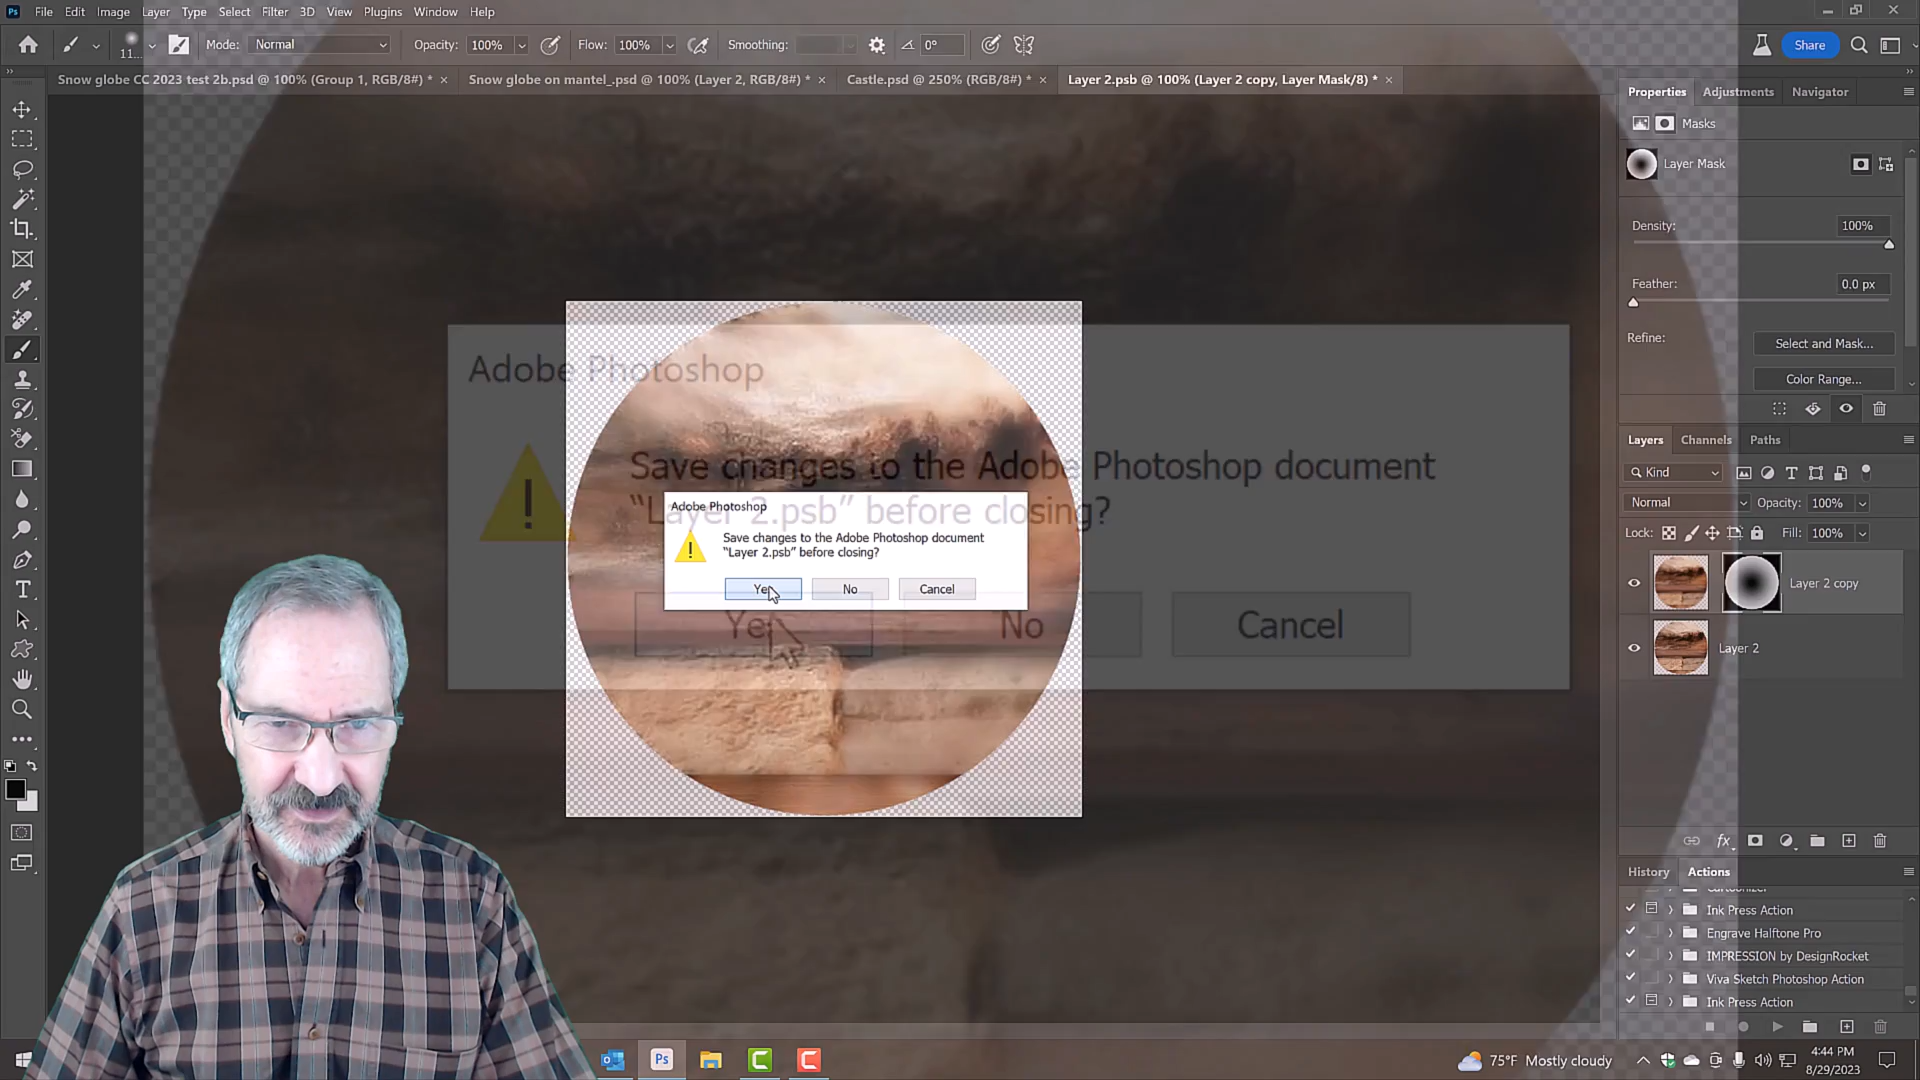 Ps File Edit Image Layer Type Select Filter 3D View Plugins Window Help
11... Mode: Normal Opacity: 100% Flow: 100% Smoothing: 0° Share
Snow globe CC 2023 test 2b.psd @ 100% (Group 1, RGB/8#) * × Snow globe on mantel_.psd @ 100% (Layer 2, RGB/8#) * × Castle.psd @ 250% (RGB/8#) * × Layer 2.psb @ 100% (Layer 2 copy, Layer Mask/8) * ×
Properties Adjustments Navigator
Masks
Layer Mask
Density: 100%
Feather: 0.0 px
Refine: Select and Mask...
Color Range...
Layers Channels Paths
Kind
Normal Opacity: 100%
Lock: Fill: 100%
Layer 2 copy
Layer 2
fx
History Actions
Ink Press Action
Engrave Halftone Pro
IMPRESSION by DesignRocket
Viva Sketch Photoshop Action
Ink Press Action
Adobe Photoshop
Save changes to the Adobe Photoshop document
“Layer 2.psb” before closing?
Yes No Cancel
Adobe Photoshop
Save changes to the Adobe Photoshop document
“Layer 2.psb” before closing?
Yes No Cancel
Ps
75°F Mostly cloudy
4:44 PM
8/29/2023